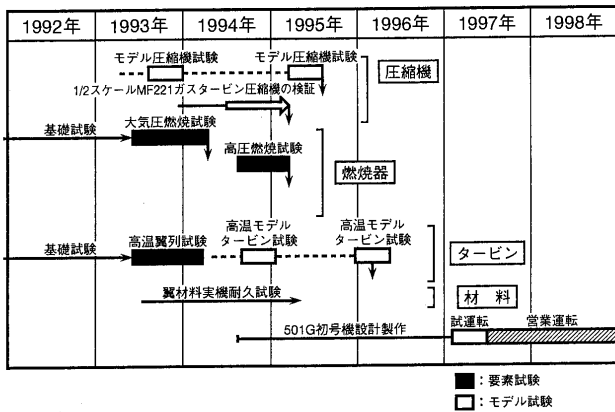 1992年 1993年 1994年 1995年 1996年 1997年 1998年
モデル圧縮機試験 モデル圧縮機試験
圧縮機
1/2スケールMF221ガスタービン圧縮機の検証
基礎試験 大気圧燃焼試験
高圧燃焼試験
燃焼器
基礎試験 高温翼列試験
高温モデル
タービン試験
高温モデル
タービン試験
タービン
翼材料実機耐久試験
材 料
501G初号機設計製作
試運転 営業運転
：要素試験
：モデル試験